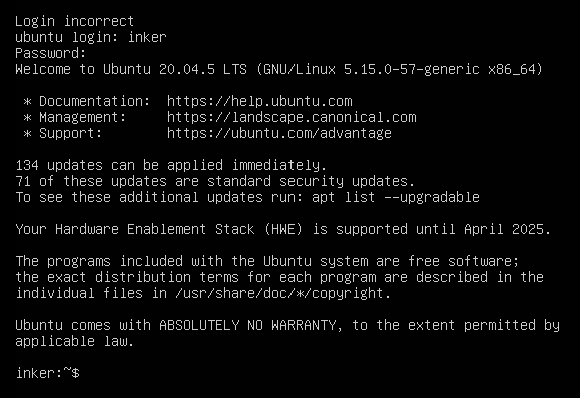 Login incorrect
ubuntu login: inker
Password:
Welcome to Ubuntu 20.04.5 LTS (GNU/Linux 5.15.0-57-generic x86_64)
* Documentation:  https://help.ubuntu.com
* Management:     https://landscape.canonical.com
* Support:        https://ubuntu.com/advantage
134 updates can be applied immediately.
71 of these updates are standard security updates.
To see these additional updates run: apt list --upgradable
Your Hardware Enablement Stack (HWE) is supported until April 2025.
The programs included with the Ubuntu system are free software;
the exact distribution terms for each program are described in the
individual files in /usr/share/doc/*/copyright.
Ubuntu comes with ABSOLUTELY NO WARRANTY, to the extent permitted by
applicable law.
inker:~$